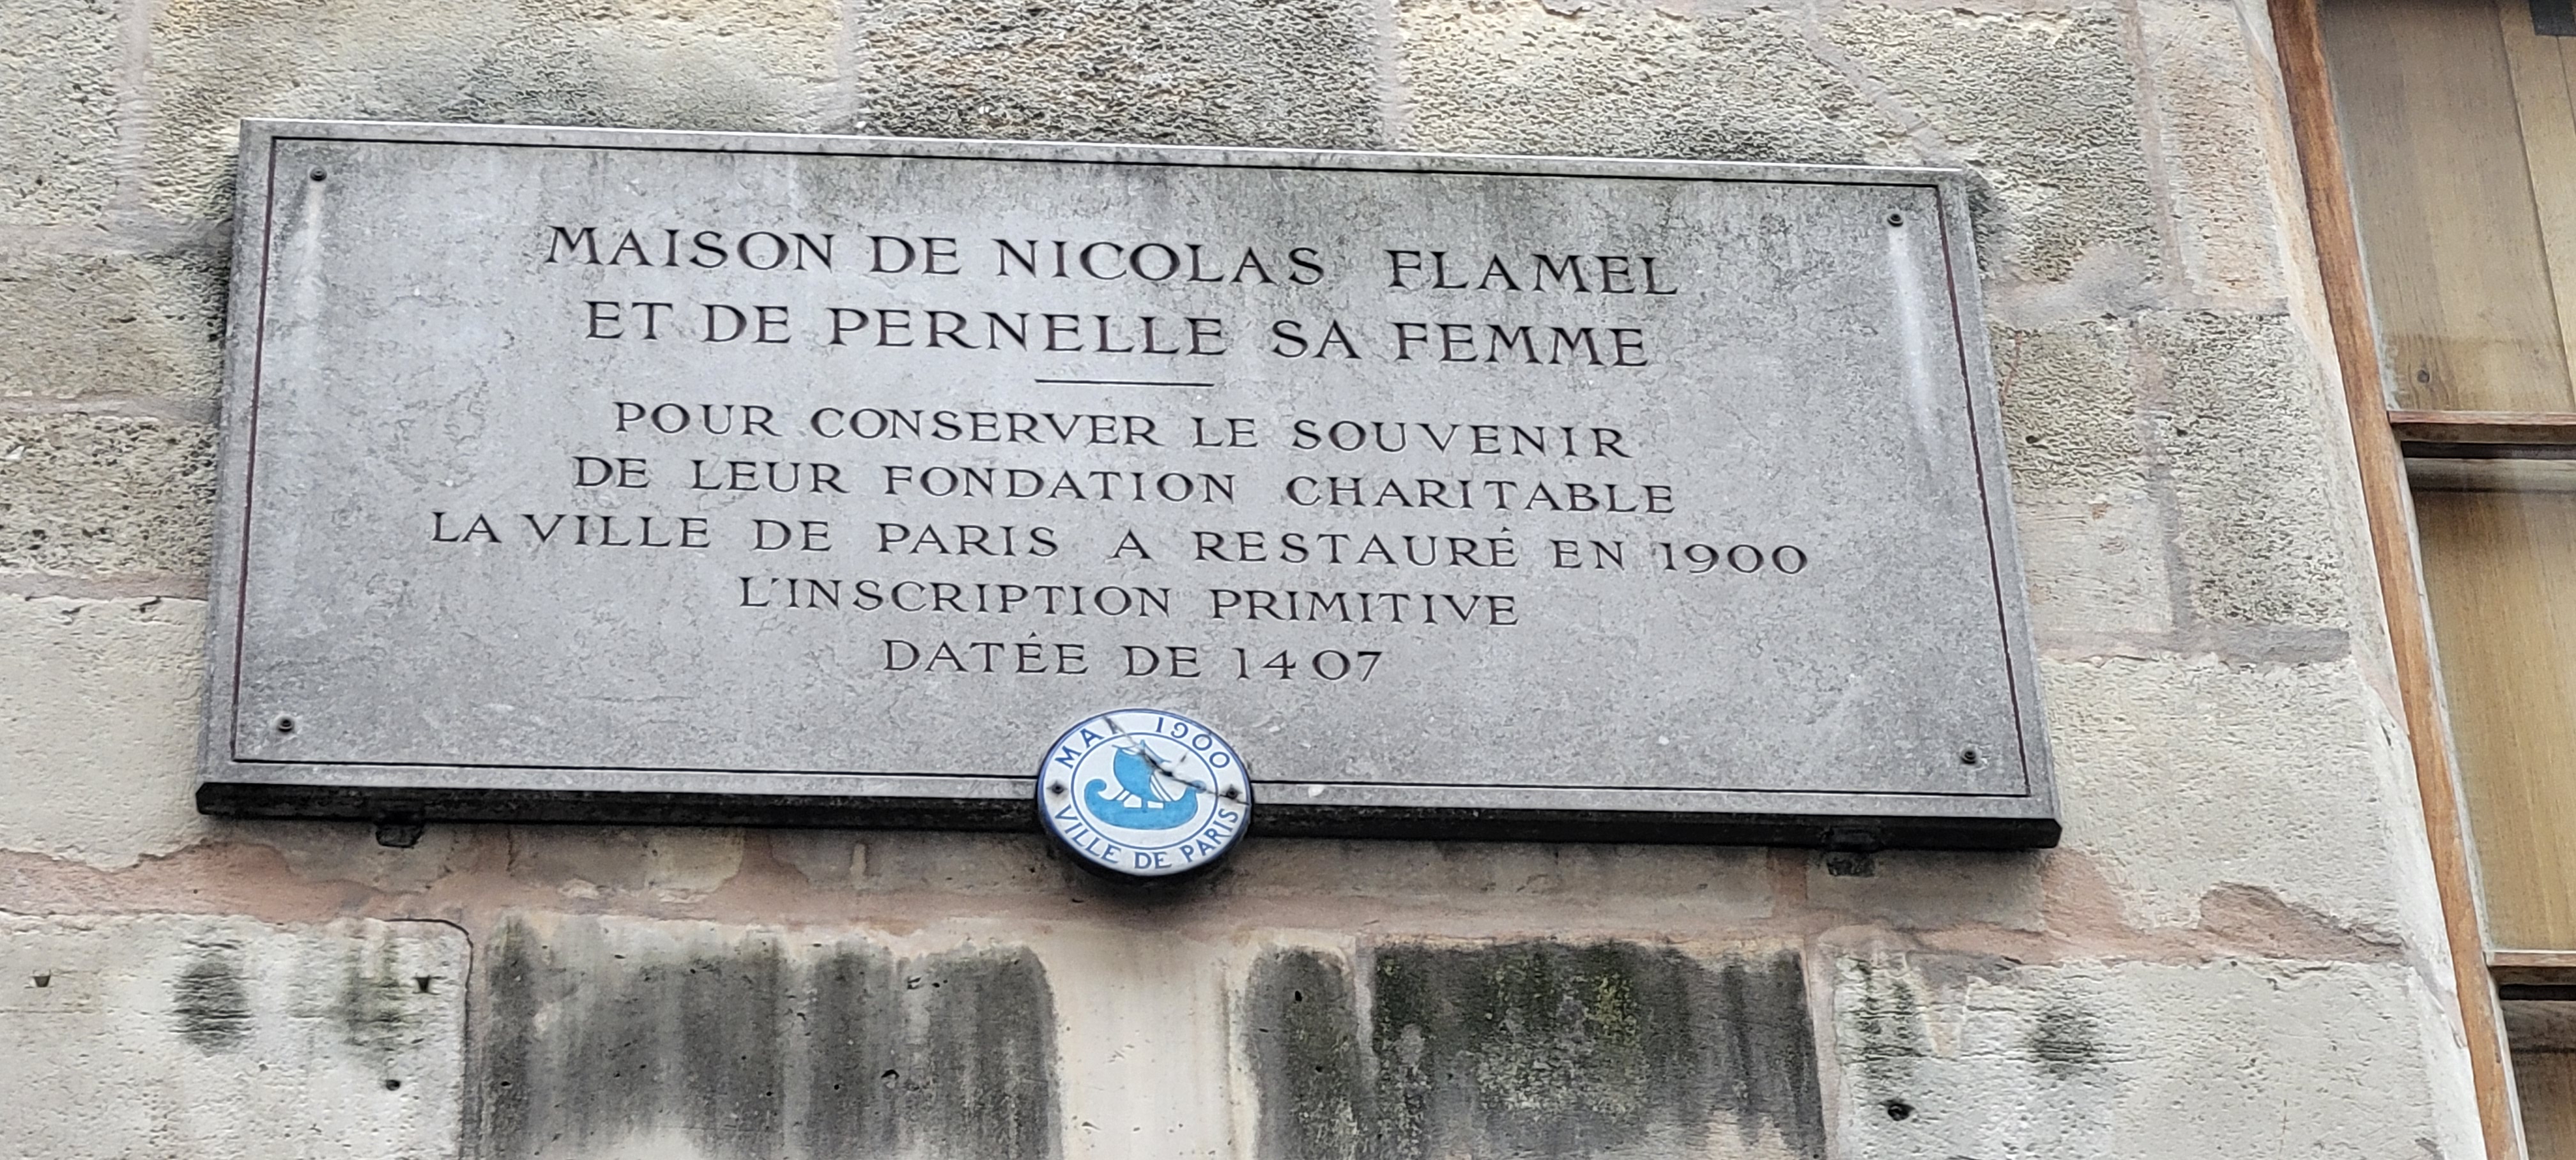 MAISON DE NICOLAS FLAMEL
ET DE PERNELLE SA FEMME
POUR CONSERVER LE SOUVENIR
DE LEUR FONDATION CHARITABLE
LA VILLE DE PARIS A RESTAURÉ EN 1900
L'INSCRIPTION PRIMITIVE
DATÉE DE 1407
MAI 1900
VILLE DE PARIS